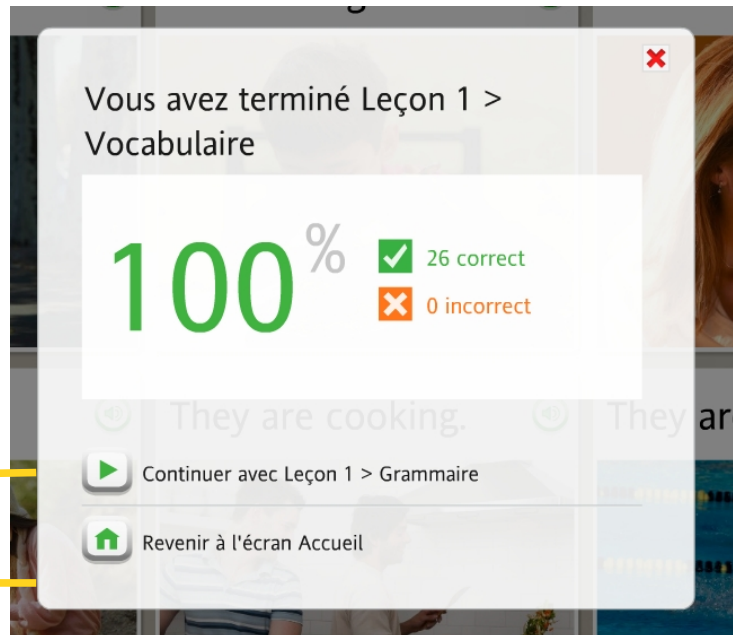 Vous avez terminé Leçon 1 >
Vocabulaire
100%
26 correct
0 incorrect
They are cooking.
They ar
Continuer avec Leçon 1 > Grammaire
Revenir à l'écran Accueil